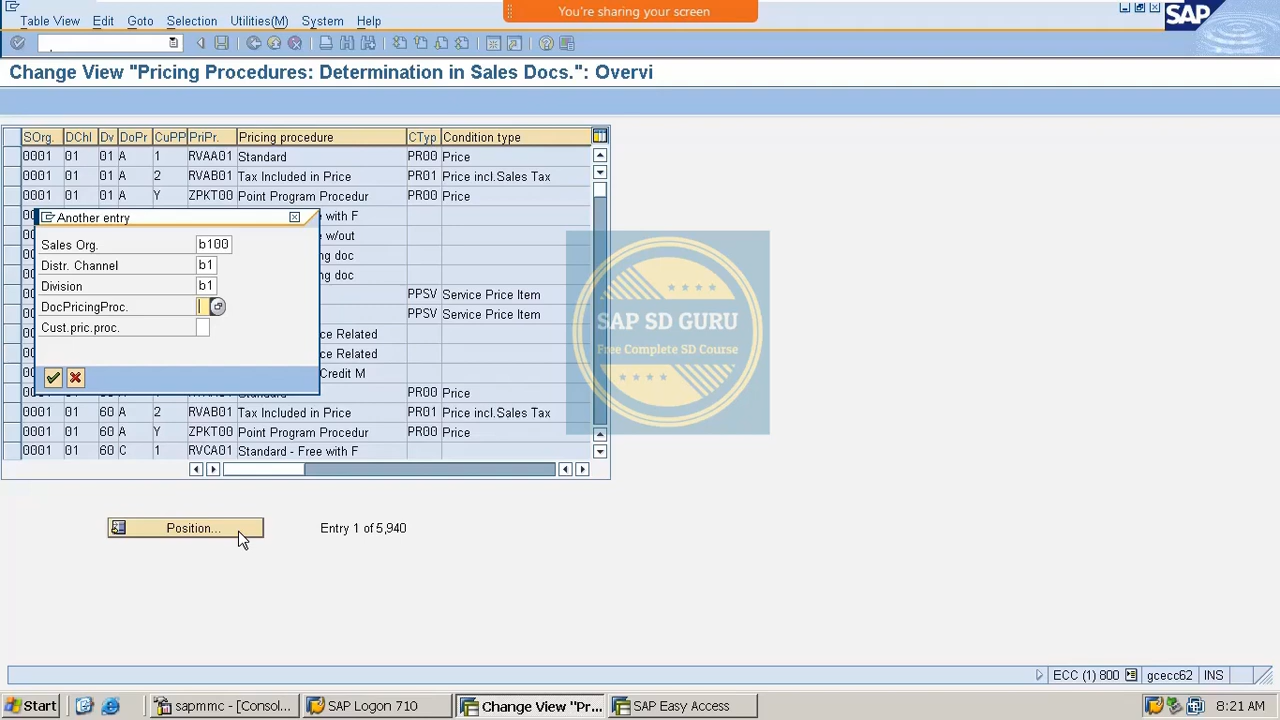 You're sharing your screen
Table View Edit Goto Selection Utilities(M) System Help
SAP
Change View "Pricing Procedures: Determination in Sales Docs.": Overvi
SOrg. DChl Dv DoPr CuPP PriPr. Pricing procedure CTyp Condition type
0001 01 01 A 1 RVAA01 Standard PR00 Price
0001 01 01 A 2 RVAB01 Tax Included in Price PR01 Price incl.Sales Tax
0001 01 01 A Y ZPKT00 Point Program Procedur PR00 Price
with F
w/out
ng doc
ng doc
PPSV Service Price Item
PPSV Service Price Item
ice Related
ice Related
Credit M
PR00 Price
0001 01 60 A 2 RVAB01 Tax Included in Price PR01 Price incl.Sales Tax
0001 01 60 A Y ZPKT00 Point Program Procedur PR00 Price
0001 01 60 C 1 RVCA01 Standard - Free with F
Another entry
Sales Org. b100
Distr. Channel b1
Division b1
DocPricingProc.
Cust.pric.proc.
SAP SD GURU
Free Complete SD Course
Position... Entry 1 of 5,940
ECC (1) 800 gcecc62 INS
Start sapmmc - [Consol... SAP Logon 710 Change View "Pr... SAP Easy Access 8:21 AM